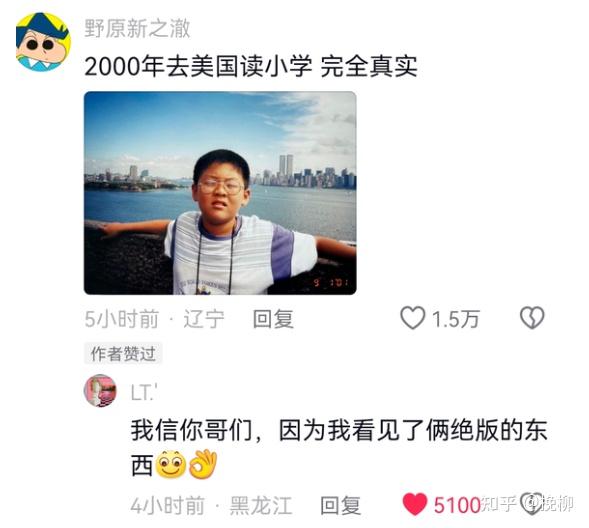 野原新之澈
2000年去美国读小学 完全真实
9 1'01
5小时前 · 辽宁 回复 1.5万
作者赞过
LT.'
我信你哥们，因为我看见了俩绝版的东
西
4小时前 · 黑龙江 回复 5100
知乎 @挽柳